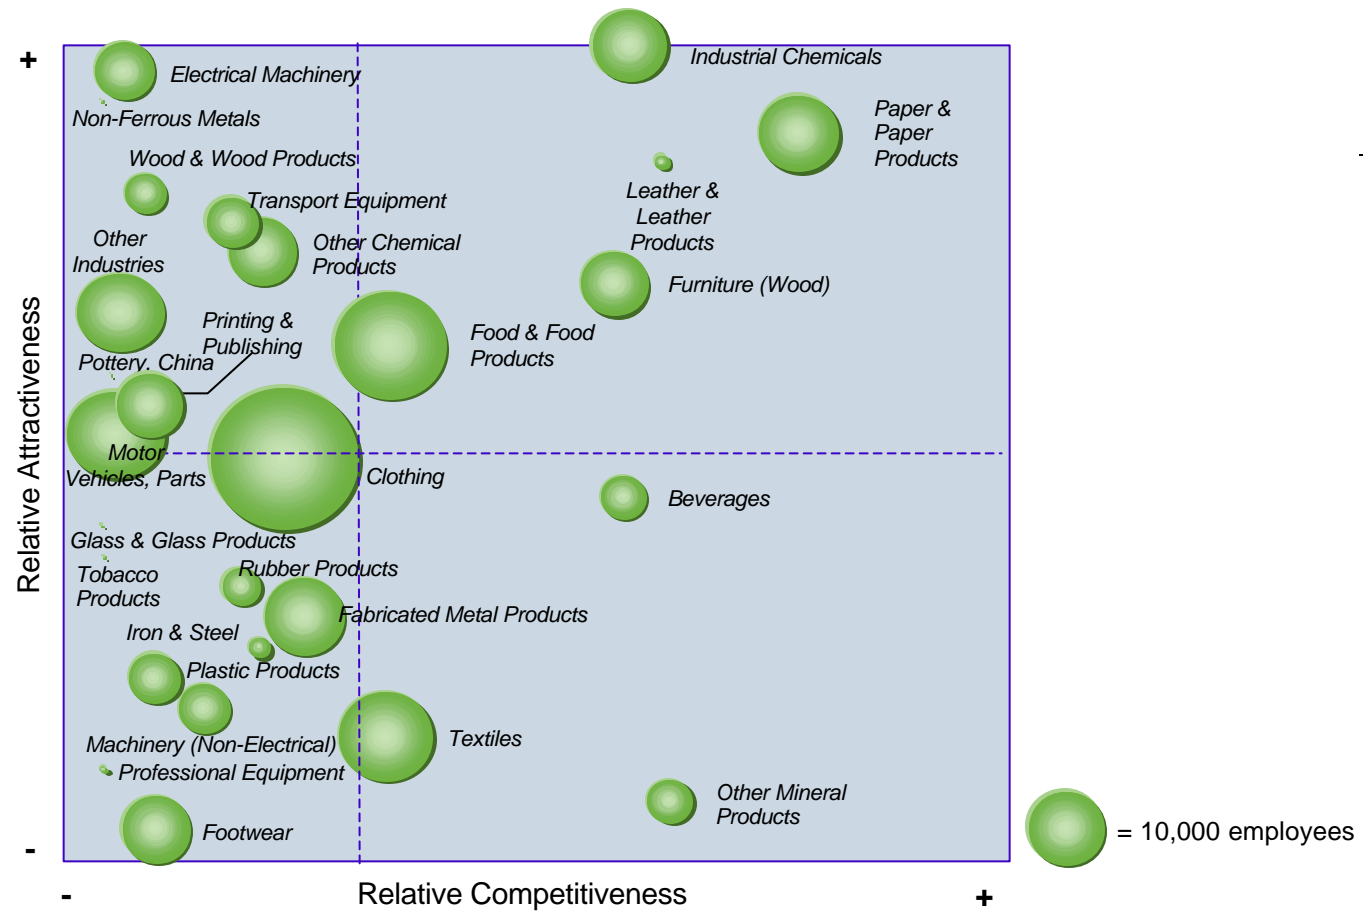 +
Electrical Machinery
Industrial Chemicals
Non-Ferrous Metals
Paper &
Paper
Products
Wood & Wood Products
Leather &
Leather
Products
Transport Equipment
Other
Industries
Other Chemical
Products
Furniture (Wood)
Printing &
Publishing
Food & Food
Products
Pottery. China
Relative Attractiveness
Motor
Vehicles, Parts
Clothing
Beverages
Glass & Glass Products
Tobacco
Products
Rubber Products
Fabricated Metal Products
Iron & Steel
Plastic Products
Machinery (Non-Electrical)
Textiles
Professional Equipment
Other Mineral
Products
Footwear
= 10,000 employees
-
-
Relative Competitiveness
+